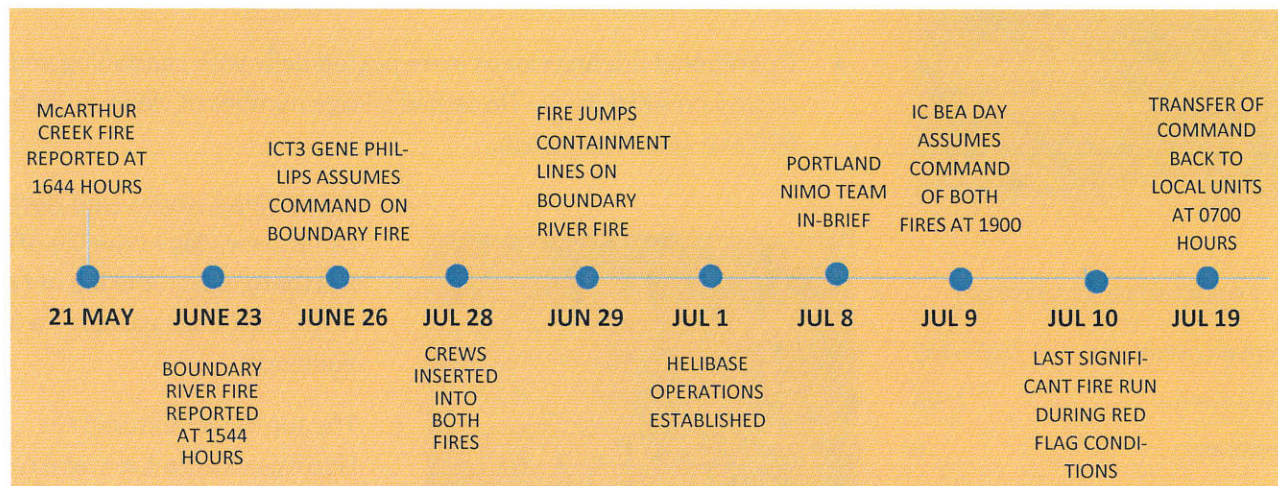 McARTHUR
CREEK FIRE
REPORTED AT
1644 HOURS
ICT3 GENE PHIL-
LIPS ASSUMES
COMMAND ON
BOUNDARY FIRE
FIRE JUMPS
CONTAINMENT
LINES ON
BOUNDARY
RIVER FIRE
PORTLAND
NIMO TEAM
IN-BRIEF
IC BEA DAY
ASSUMES
COMMAND
OF BOTH
FIRES AT 1900
TRANSFER OF
COMMAND
BACK TO
LOCAL UNITS
AT 0700
HOURS
21 MAY
JUNE 23
JUNE 26
JUL 28
JUN 29
JUL 1
JUL 8
JUL 9
JUL 10
JUL 19
BOUNDARY
RIVER FIRE
REPORTED
AT 1544
HOURS
CREWS
INSERTED
INTO
BOTH
FIRES
HELIBASE
OPERATIONS
ESTABLISHED
LAST SIGNIFI-
CANT FIRE RUN
DURING RED
FLAG CONDI-
TIONS